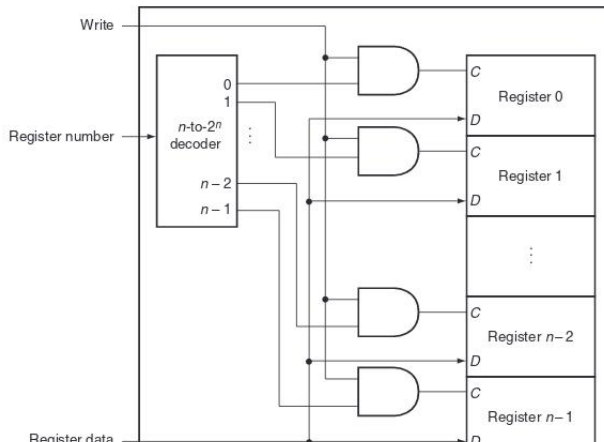 Write
C
Register 0
D
0
1
n-to-2ⁿ
decoder
⋮
n – 2
n – 1
Register number
C
Register 1
D
⋮
C
Register n – 2
D
C
Register n – 1
D
Register data